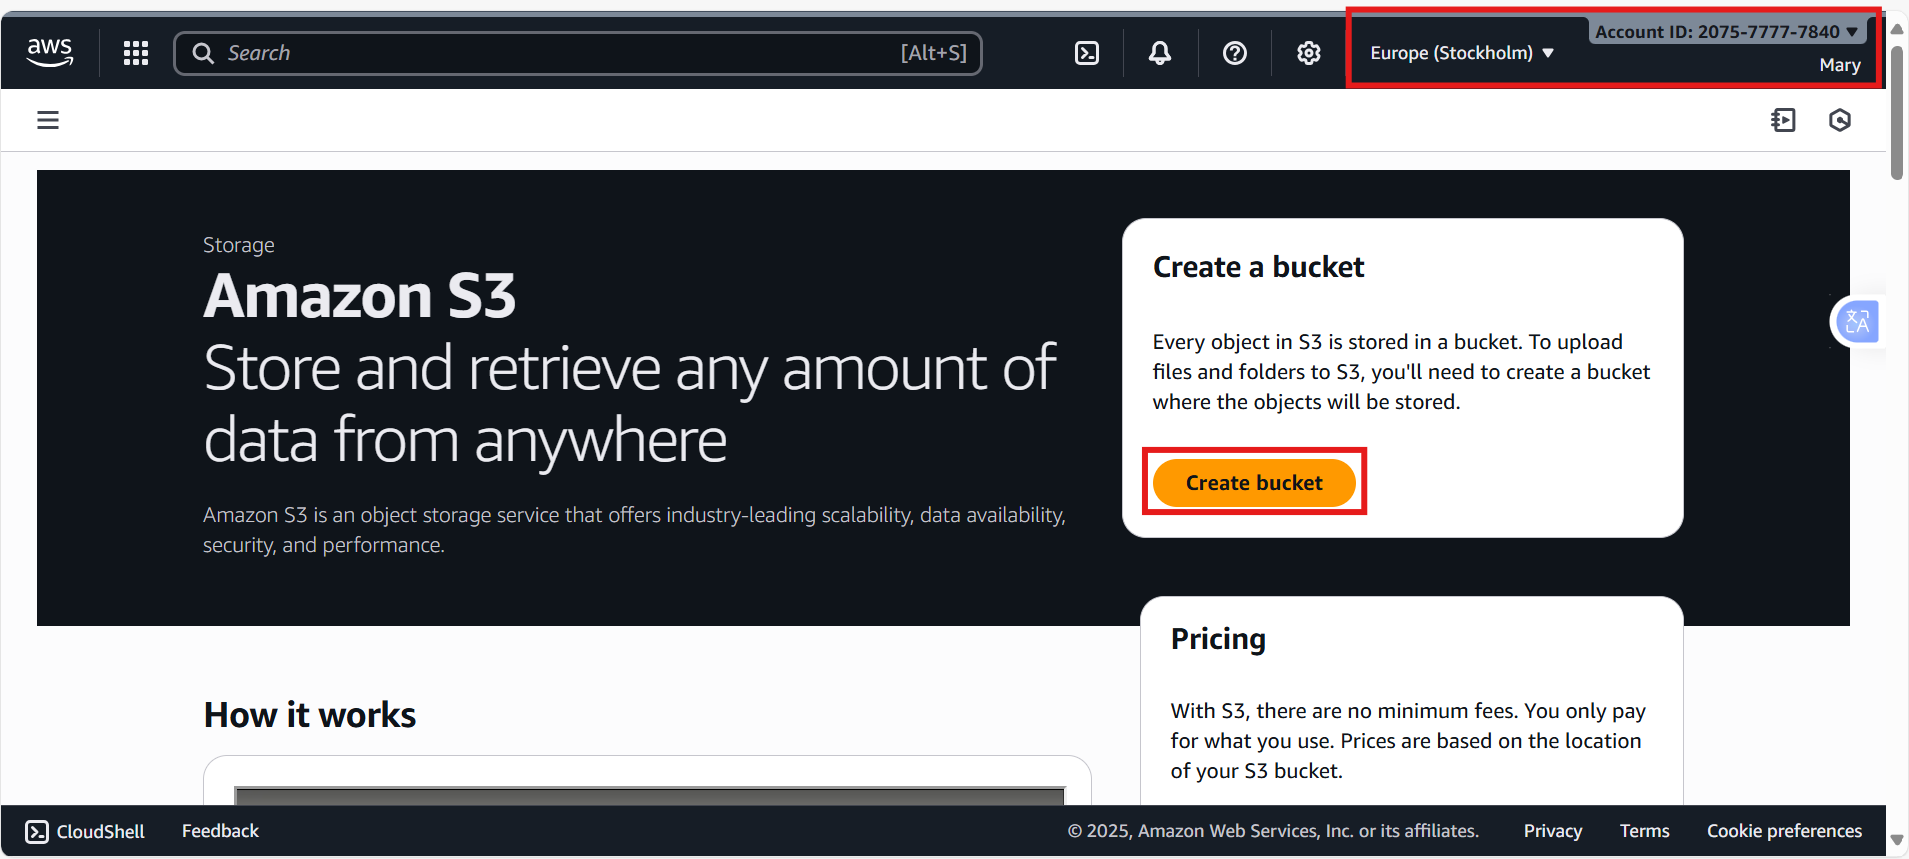 aws
Search
[Alt+S]
Europe (Stockholm)
Account ID: 2075-7777-7840
Mary
Storage
Amazon S3
Store and retrieve any amount of
data from anywhere
Amazon S3 is an object storage service that offers industry-leading scalability, data availability,
security, and performance.
Create a bucket
Every object in S3 is stored in a bucket. To upload
files and folders to S3, you'll need to create a bucket
where the objects will be stored.
Create bucket
文A
Pricing
With S3, there are no minimum fees. You only pay
for what you use. Prices are based on the location
of your S3 bucket.
How it works
CloudShell
Feedback
© 2025, Amazon Web Services, Inc. or its affiliates.
Privacy
Terms
Cookie preferences